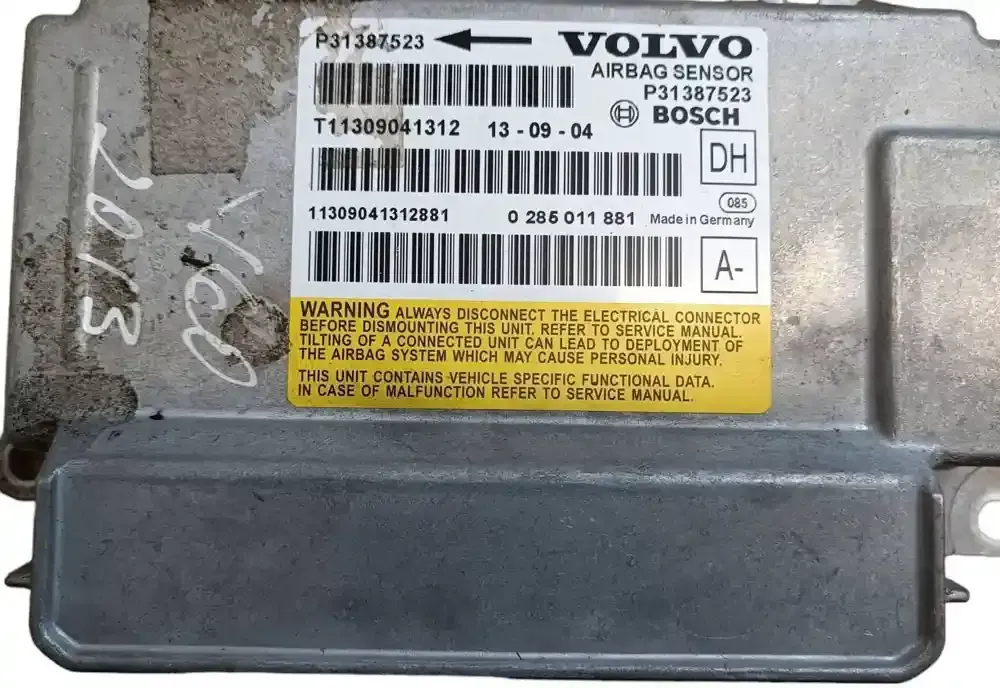 P31387523
VOLVO
AIRBAG SENSOR
P31387523
BOSCH
T11309041312 13 - 09 - 04
DH
085
11309041312881 0 285 011 881 Made in Germany
A-
WARNING ALWAYS DISCONNECT THE ELECTRICAL CONNECTOR
BEFORE DISMOUNTING THIS UNIT. REFER TO SERVICE MANUAL.
TILTING OF A CONNECTED UNIT CAN LEAD TO DEPLOYMENT OF
THE AIRBAG SYSTEM WHICH MAY CAUSE PERSONAL INJURY.
THIS UNIT CONTAINS VEHICLE SPECIFIC FUNCTIONAL DATA.
IN CASE OF MALFUNCTION REFER TO SERVICE MANUAL.
2013